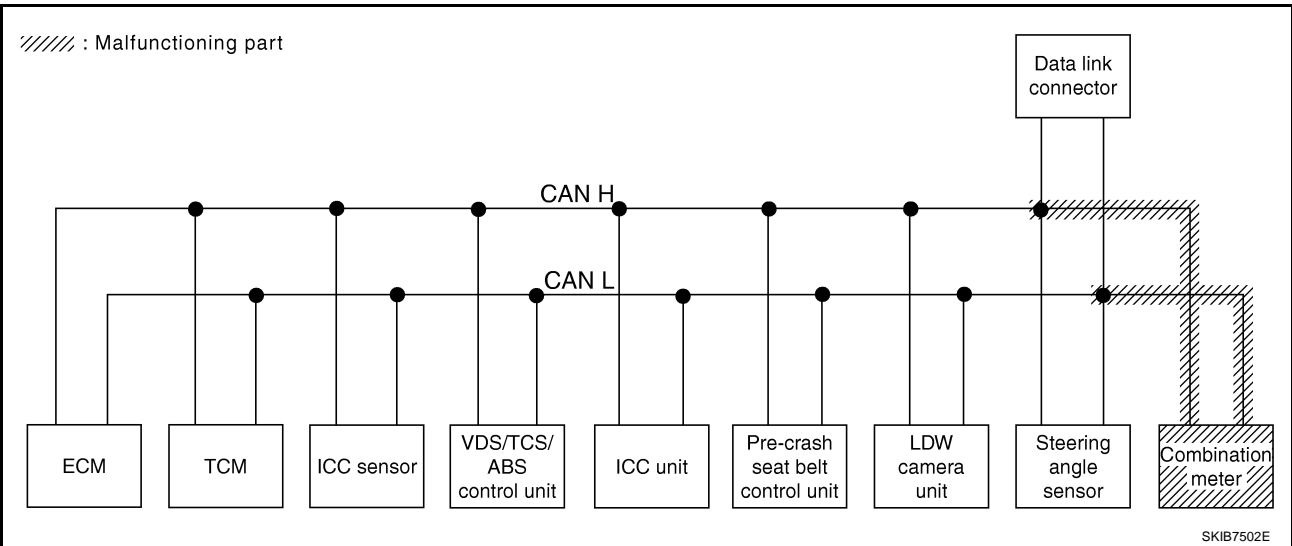 : Malfunctioning part
Data link
connector
CAN H
CAN L
ECM
TCM
ICC sensor
VDS/TCS/
ABS
control unit
ICC unit
Pre-crash
seat belt
control unit
LDW
camera
unit
Steering
angle
sensor
Combination
meter
SKIB7502E